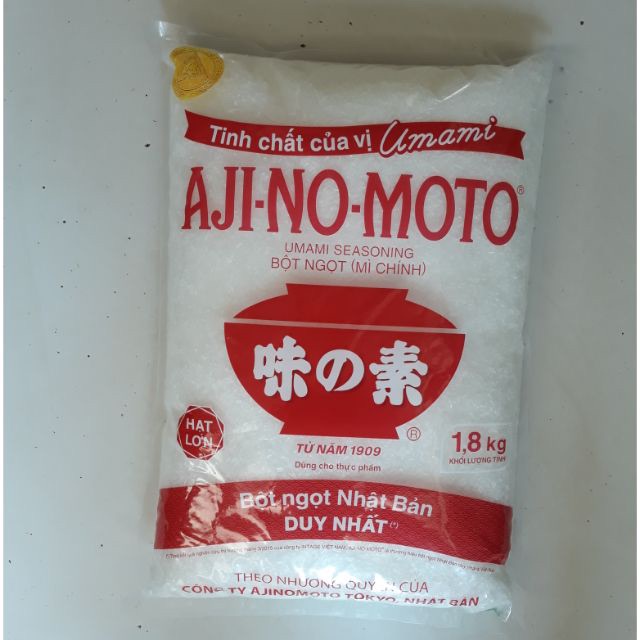 Tinh chất của vị Umami
AJI-NO-MOTO®
UMAMI SEASONING
BỘT NGỌT (MÌ CHÍNH)
味の素
®
HẠT
LỚN
TỪ NĂM 1909
Dùng cho thực phẩm
1,8 kg
KHỐI LƯỢNG TỊNH
Bột ngọt Nhật Bản
DUY NHẤT(*)
THEO NHƯỢNG QUYỀN CỦA
CÔNG TY AJINOMOTO TOKYO, NHẬT BẢN